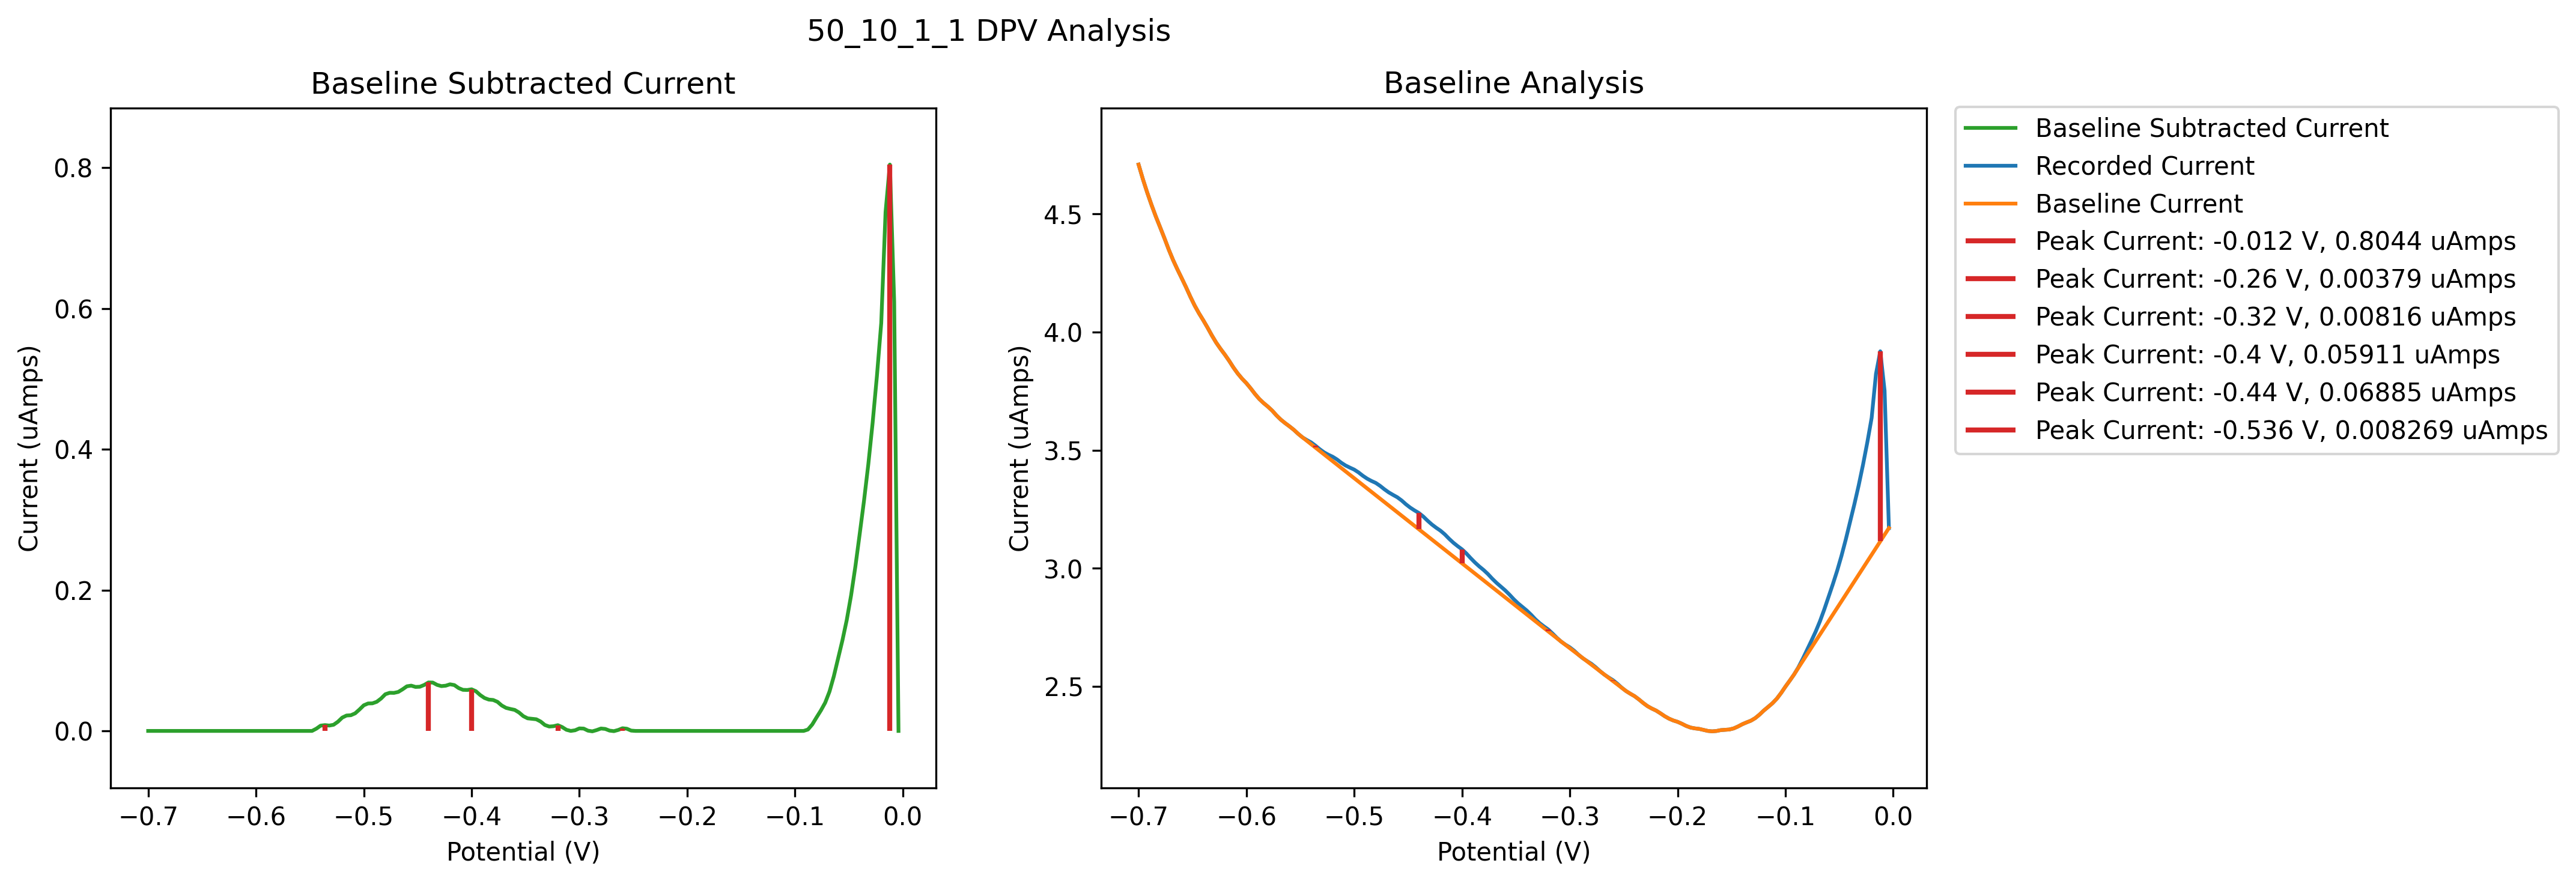 50_10_1_1 DPV Analysis
Baseline Subtracted Current
Current (uAmps)
0.8
0.6
0.4
0.2
0.0
−0.7 −0.6 −0.5 −0.4 −0.3 −0.2 −0.1 0.0
Potential (V)
Baseline Analysis
Current (uAmps)
4.5
4.0
3.5
3.0
2.5
−0.7 −0.6 −0.5 −0.4 −0.3 −0.2 −0.1 0.0
Potential (V)
Baseline Subtracted Current
Recorded Current
Baseline Current
Peak Current: -0.012 V, 0.8044 uAmps
Peak Current: -0.26 V, 0.00379 uAmps
Peak Current: -0.32 V, 0.00816 uAmps
Peak Current: -0.4 V, 0.05911 uAmps
Peak Current: -0.44 V, 0.06885 uAmps
Peak Current: -0.536 V, 0.008269 uAmps